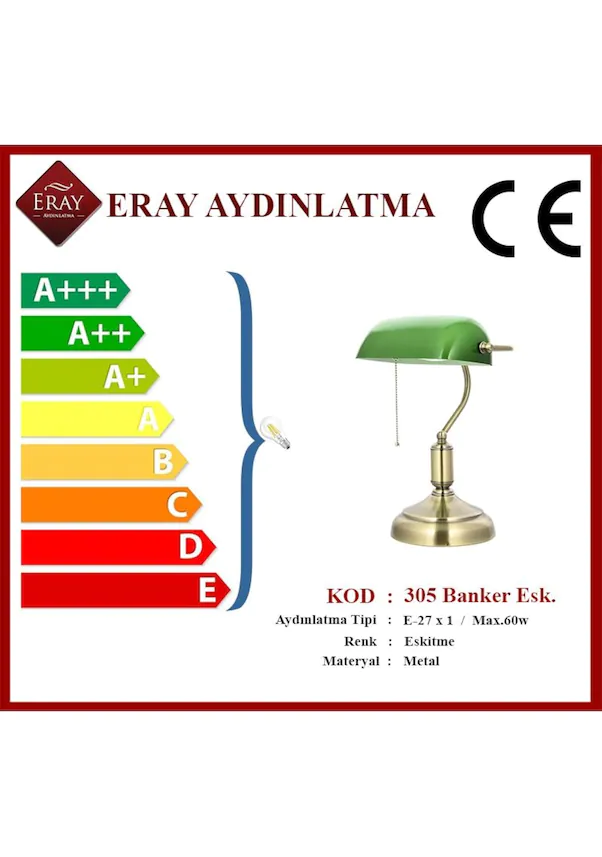 ERAY
AYDINLATMA
ERAY AYDINLATMA
CE
A+++
A++
A+
A
B
C
D
E
KOD : 305 Banker Esk.
Aydınlatma Tipi : E-27 x 1 / Max.60w
Renk : Eskitme
Materyal : Metal